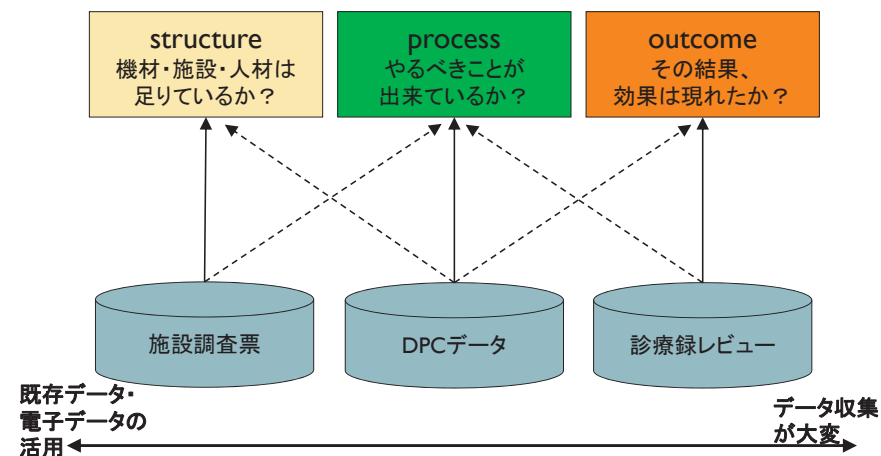 structure
機材・施設・人材は
足りているか？
process
やるべきことが
出来ているか？
outcome
その結果、
効果は現れたか？
施設調査票
DPCデータ
診療録レビュー
既存データ・
電子データの
活用
データ収集
が大変